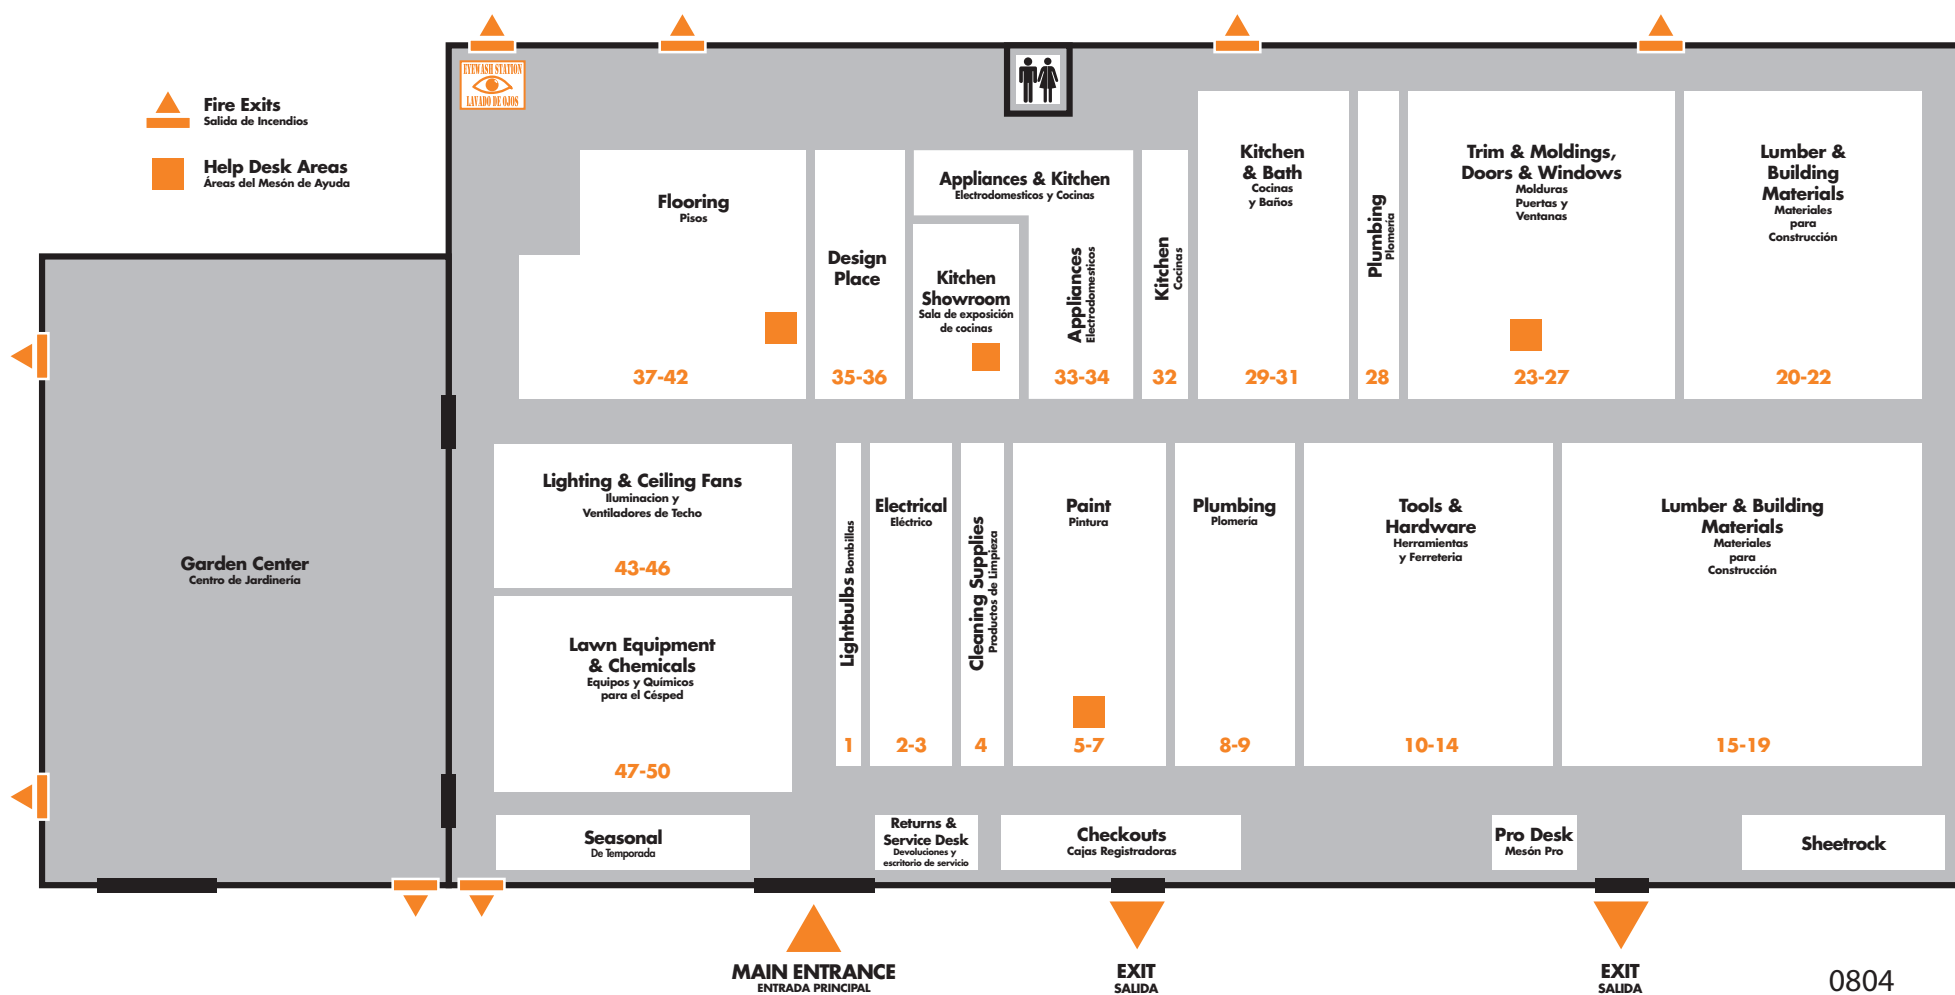 EYEWASH STATION
LAVADO DE OJOS
Fire Exits
Salida de Incendios
Help Desk Areas
Áreas del Mesón de Ayuda
Flooring
Pisos
37-42
Design
Place
35-36
Appliances & Kitchen
Electrodomesticos y Cocinas
Kitchen
Showroom
Sala de exposición
de cocinas
Appliances
Electrodomesticos
33-34
Kitchen
Cocinas
32
Kitchen
& Bath
Cocinas
y Baños
29-31
Plumbing
Plomería
28
Trim & Moldings,
Doors & Windows
Molduras
Puertas y
Ventanas
23-27
Lumber &
Building
Materials
Materiales
para
Construcción
20-22
Garden Center
Centro de Jardinería
Lighting & Ceiling Fans
Iluminacion y
Ventiladores de Techo
43-46
Lawn Equipment
& Chemicals
Equipos y Químicos
para el Césped
47-50
Lightbulbs Bombillas
1
Electrical
Eléctrico
2-3
Cleaning Supplies
Productos de Limpieza
4
Paint
Pintura
5-7
Plumbing
Plomería
8-9
Tools &
Hardware
Herramientas
y Ferreteria
10-14
Lumber & Building
Materials
Materiales
para
Construcción
15-19
Seasonal
De Temporada
Returns &
Service Desk
Devoluciones y
escritorio de servicio
Checkouts
Cajas Registradoras
Pro Desk
Mesón Pro
Sheetrock
MAIN ENTRANCE
ENTRADA PRINCIPAL
EXIT
SALIDA
EXIT
SALIDA
0804